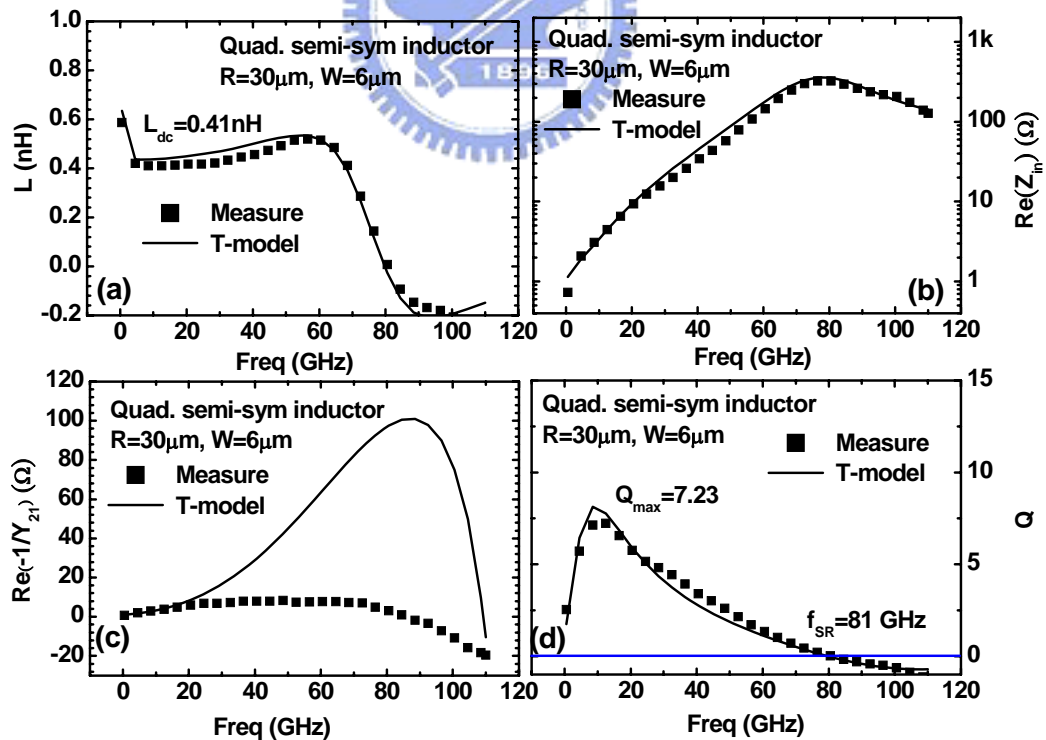 Quad. semi-sym inductor
R=30μm, W=6μm
L_dc=0.41nH
Measure
T-model
1.0
0.8
0.6
0.4
0.2
0.0
-0.2
L (nH)
(a)
0 20 40 60 80 100 120
Freq (GHz)
1896
Quad. semi-sym inductor
R=30μm, W=6μm
Measure
T-model
1k
100
10
1
Re(Z_in) (Ω)
(b)
0 20 40 60 80 100 120
Freq (GHz)
Quad. semi-sym inductor
R=30μm, W=6μm
Measure
T-model
120
100
80
60
40
20
0
-20
Re(-1/Y_21) (Ω)
(c)
0 20 40 60 80 100 120
Freq (GHz)
Quad. semi-sym inductor
R=30μm, W=6μm
Measure
T-model
Q_max=7.23
f_SR=81 GHz
15
10
5
0
Q
(d)
0 20 40 60 80 100 120
Freq (GHz)